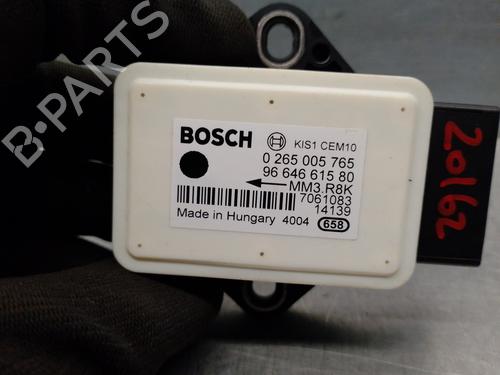 B-PARTS
BOSCH KIS1 CEM10
0 265 005 765
96 646 615 80
MM3.R8K
7061083
14139
Made in Hungary 4004 658
20162